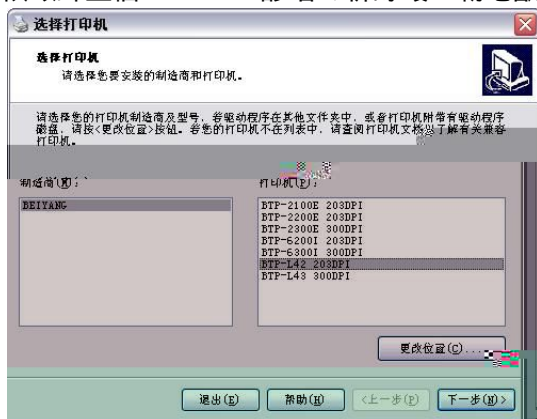 选择打印机
选择打印机
请选择您要安装的制造商和打印机。
请选择您的打印机制造商及型号。若驱动程序在其他文件夹中，或者打印机附带有驱动程序
磁盘，请按<更改位置>按钮。若您的打印机不在列表中，请查阅打印机文档以了解有关兼容
打印机。
制造商(M)：
打印机(P)：
BEIYANG
BTP-2100E 203DPI
BTP-2200E 203DPI
BTP-2300E 300DPI
BTP-6200I 203DPI
BTP-6300I 300DPI
BTP-L42 203DPI
BTP-L43 300DPI
更改位置(C)...
退出(E)
帮助(H)
<上一步(P)
下一步(N)>